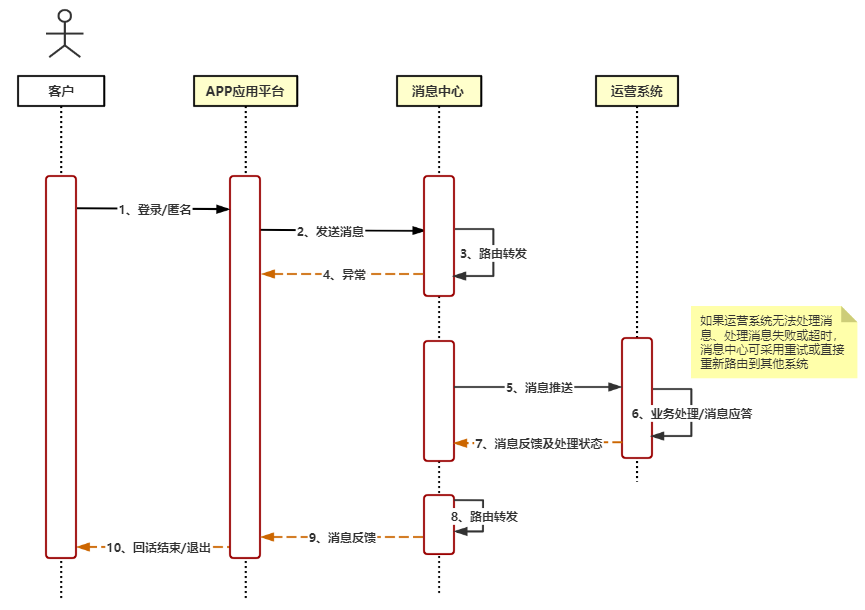 客户
APP应用平台
消息中心
运营系统
1、登录/匿名
2、发送消息
3、路由转发
4、异常
如果运营系统无法处理消
息、处理消息失败或超时，
消息中心可采用重试或直接
重新路由到其他系统
5、消息推送
6、业务处理/消息应答
7、消息反馈及处理状态
8、路由转发
9、消息反馈
10、回话结束/退出